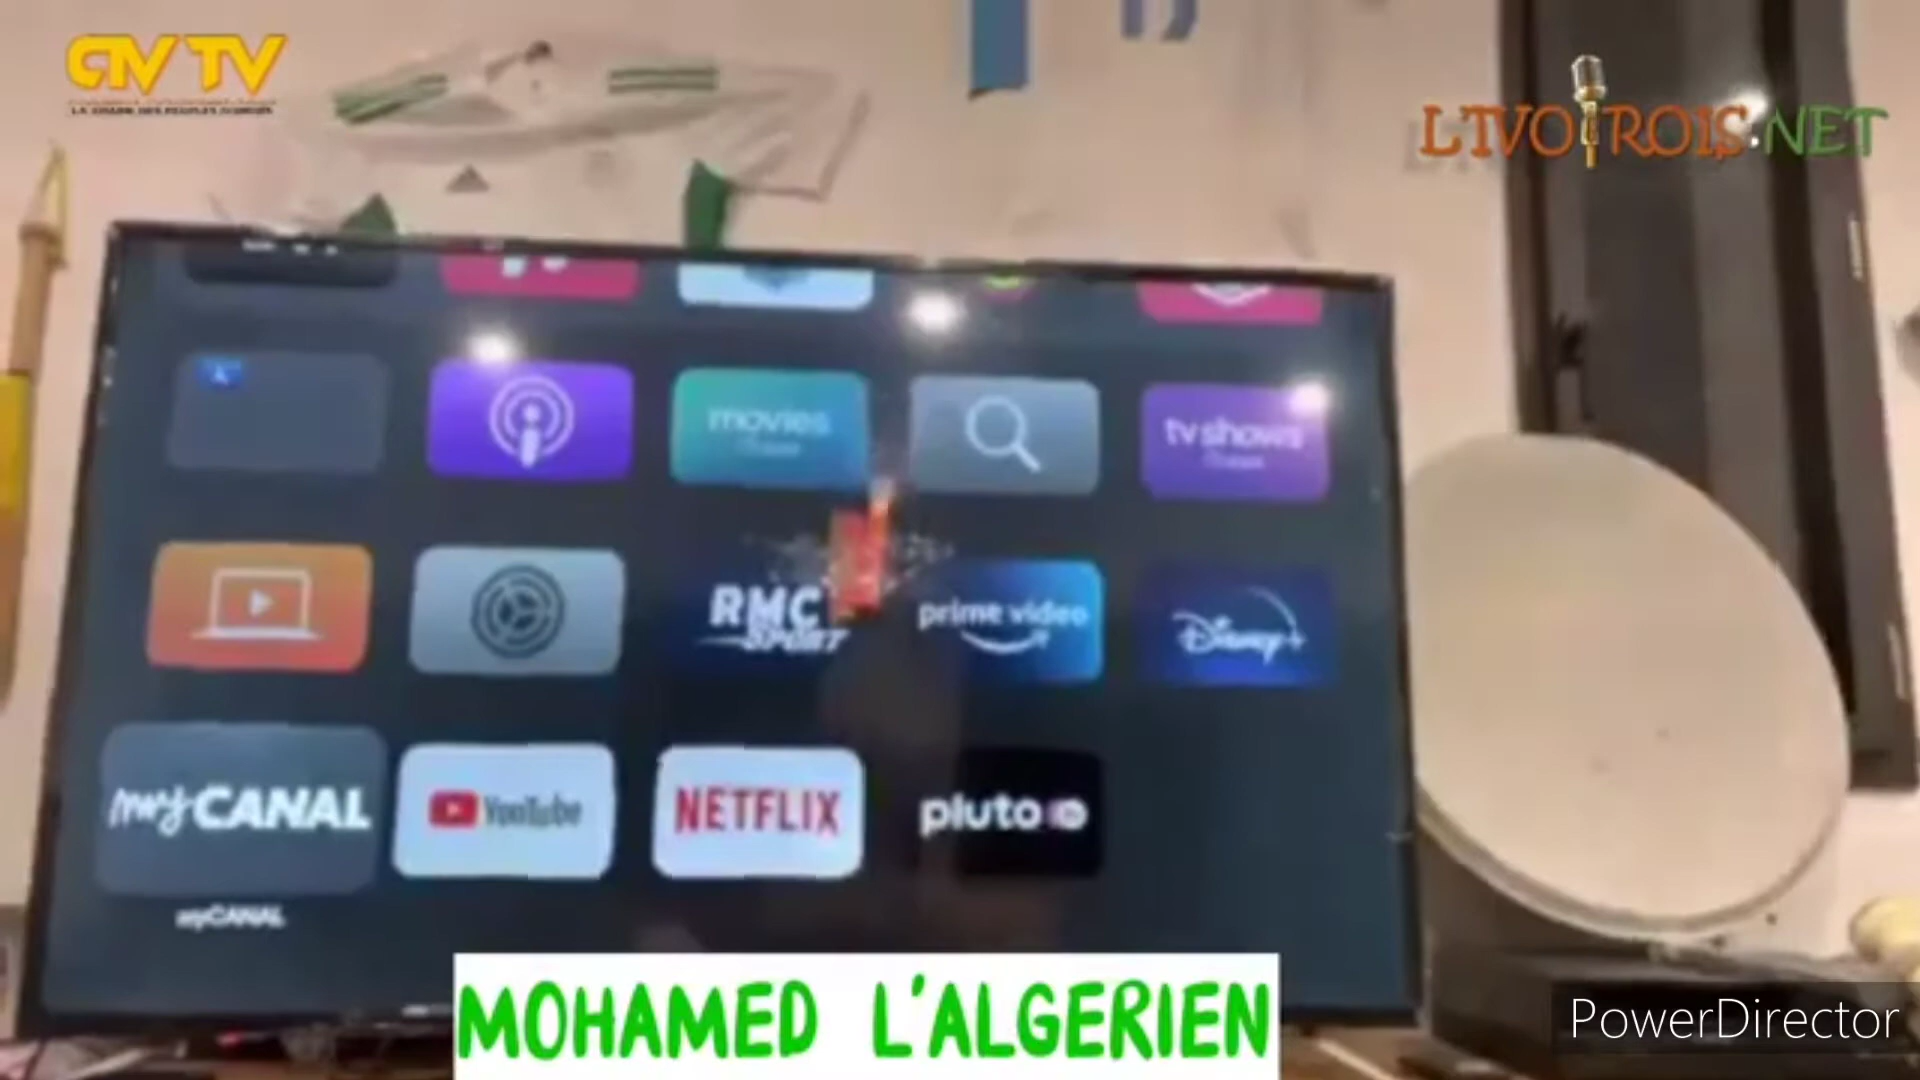 CIV TV
L'IVOIROIS.NET
movies
tv shows
RMC
SPORT
prime video
Disney+
myCANAL
YouTube
NETFLIX
pluto
myCANAL
MOHAMED L'ALGERIEN
PowerDirector